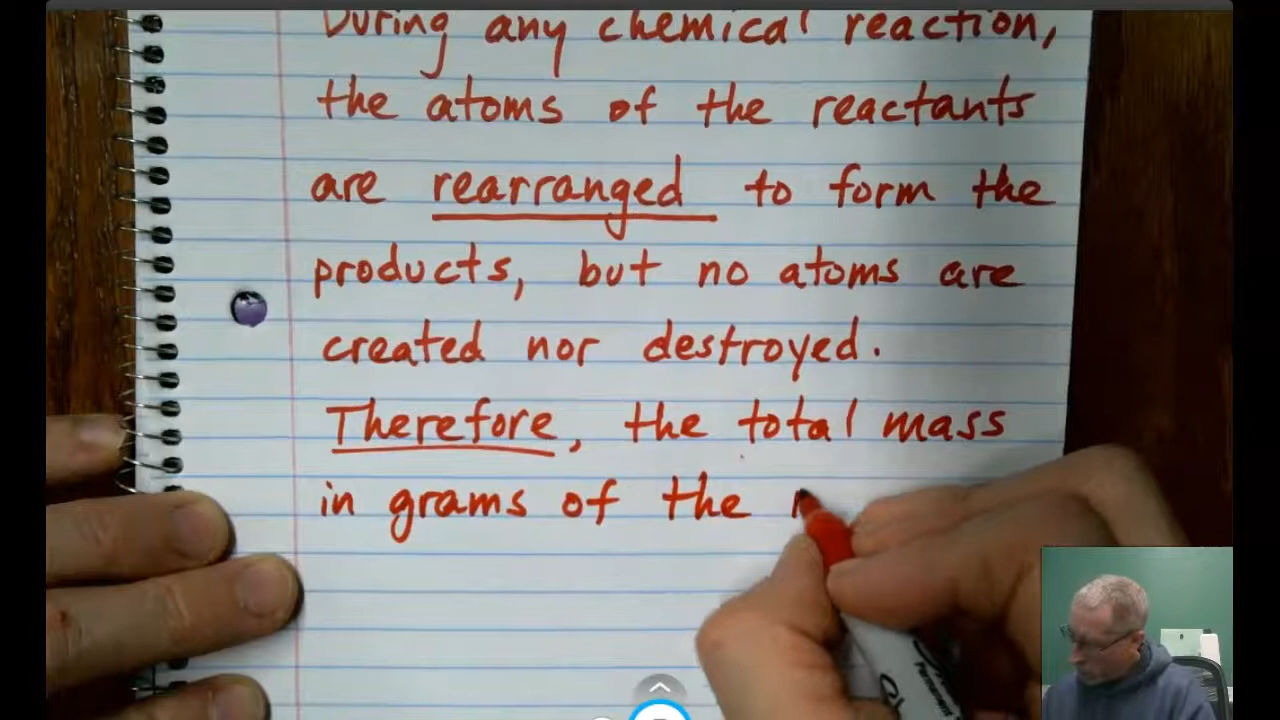 During any chemical reaction,
the atoms of the reactants
are rearranged to form the
products, but no atoms are
created nor destroyed.
Therefore, the total mass
in grams of the